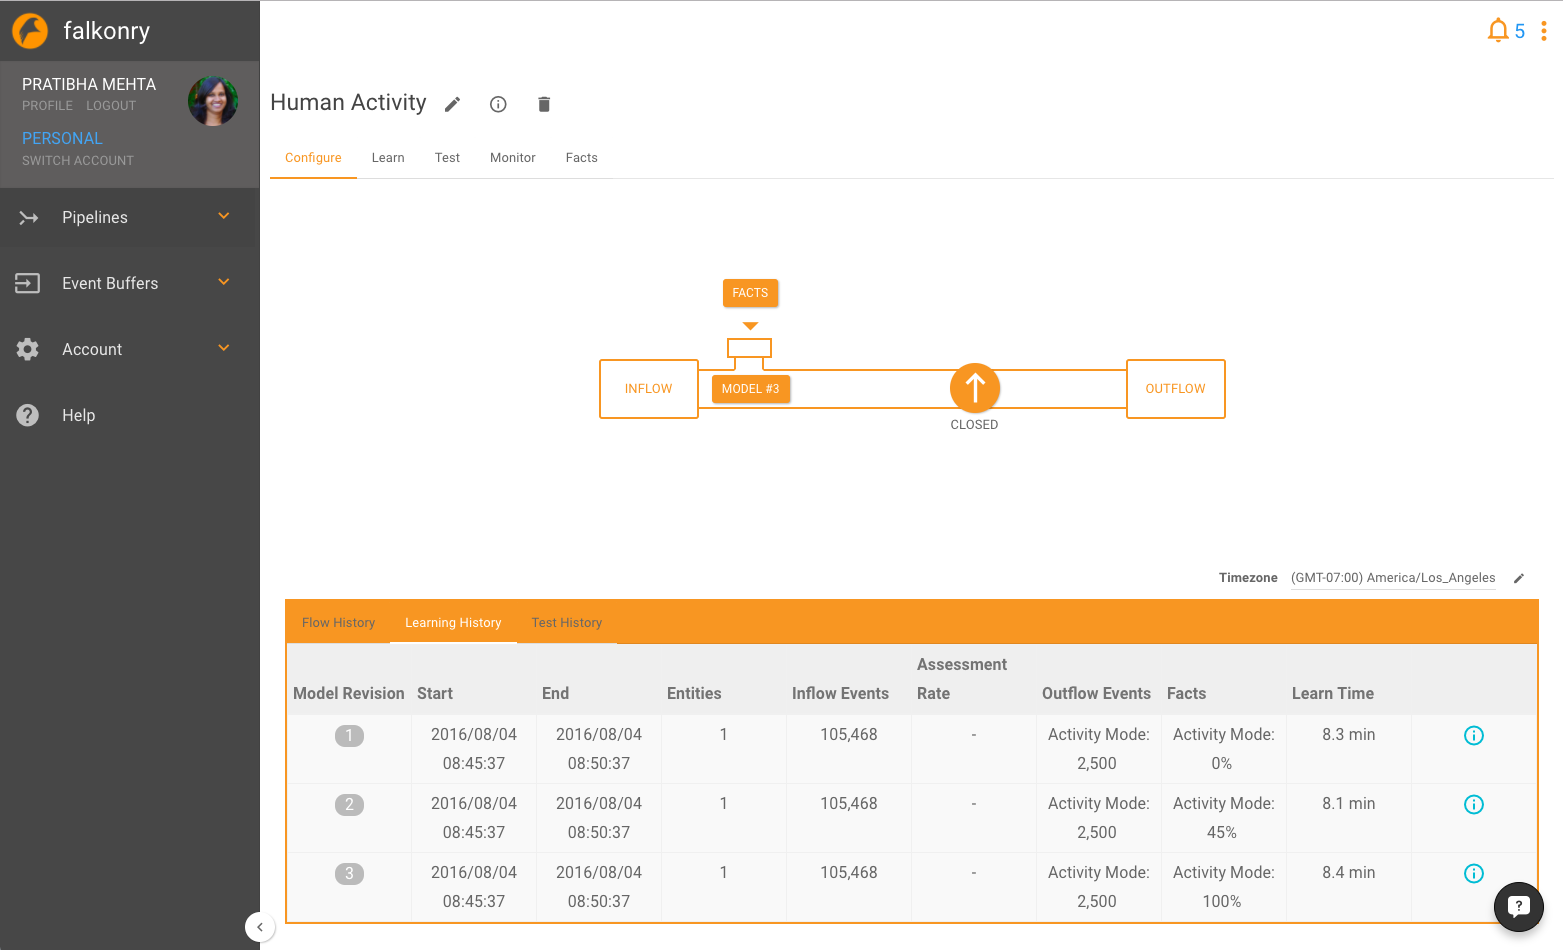 falkonry
5
PRATIBHA MEHTA
PROFILE LOGOUT
PERSONAL
SWITCH ACCOUNT
Pipelines
Event Buffers
Account
Help
Human Activity
Configure Learn Test Monitor Facts
FACTS
INFLOW MODEL #3 OUTFLOW
CLOSED
Timezone (GMT-07:00) America/Los_Angeles
Flow History Learning History Test History
Assessment
Model Revision Start End Entities Inflow Events Rate Outflow Events Facts Learn Time
1 2016/08/04 2016/08/04 1 105,468 - Activity Mode: Activity Mode: 8.3 min
08:45:37 08:50:37 2,500 0%
2 2016/08/04 2016/08/04 1 105,468 - Activity Mode: Activity Mode: 8.1 min
08:45:37 08:50:37 2,500 45%
3 2016/08/04 2016/08/04 1 105,468 - Activity Mode: Activity Mode: 8.4 min
08:45:37 08:50:37 2,500 100%